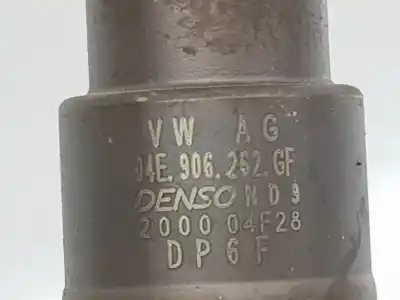 VW AG
04E.906.262.GF
DENSO ND9
2000 04F28
DP6F